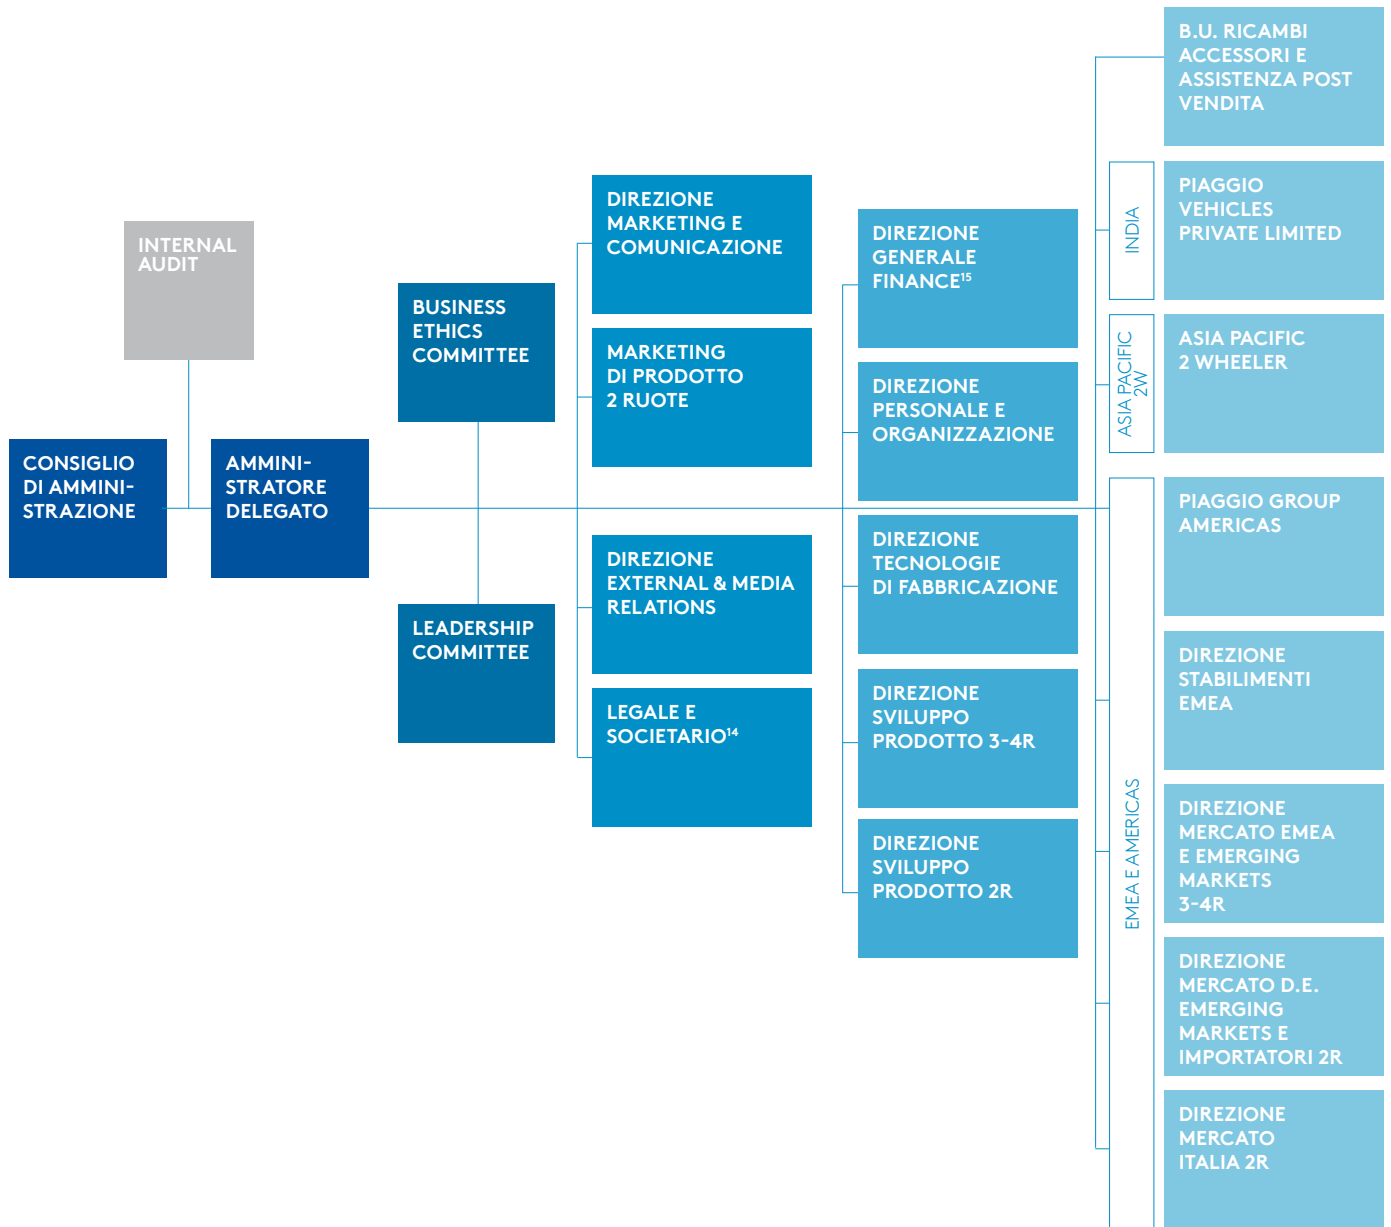 INTERNAL
AUDIT
CONSIGLIO
DI AMMINI-
STRAZIONE
AMMINI-
STRATORE
DELEGATO
BUSINESS
ETHICS
COMMITTEE
LEADERSHIP
COMMITTEE
DIREZIONE
MARKETING E
COMUNICAZIONE
MARKETING
DI PRODOTTO
2 RUOTE
DIREZIONE
EXTERNAL & MEDIA
RELATIONS
LEGALE E
SOCIETARIO¹⁴
DIREZIONE
GENERALE
FINANCE¹⁵
DIREZIONE
PERSONALE E
ORGANIZZAZIONE
DIREZIONE
TECNOLOGIE
DI FABBRICAZIONE
DIREZIONE
SVILUPPO
PRODOTTO 3-4R
DIREZIONE
SVILUPPO
PRODOTTO 2R
B.U. RICAMBI
ACCESSORI E
ASSISTENZA POST
VENDITA
INDIA
PIAGGIO
VEHICLES
PRIVATE LIMITED
ASIA PACIFIC
2W
ASIA PACIFIC
2 WHEELER
EMEA E AMERICAS
PIAGGIO GROUP
AMERICAS
DIREZIONE
STABILIMENTI
EMEA
DIREZIONE
MERCATO EMEA
E EMERGING
MARKETS
3-4R
DIREZIONE
MERCATO D.E.
EMERGING
MARKETS E
IMPORTATORI 2R
DIREZIONE
MERCATO
ITALIA 2R